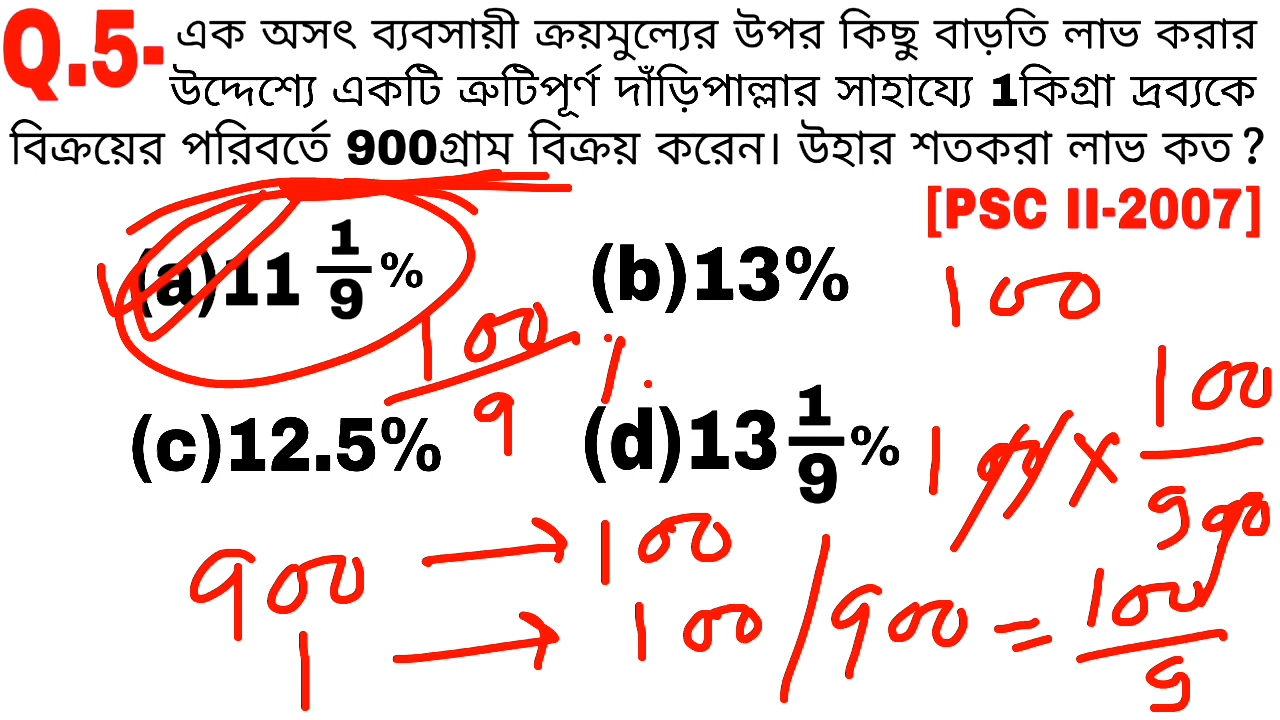 Q.5- এক অসৎ ব্যবসায়ী ক্রয়মুল্যের উপর কিছু বাড়তি লাভ করার
উদ্দেশ্যে একটি ত্রুটিপূর্ণ দাঁড়িপাল্লার সাহায্যে 1কিগ্রা দ্রব্যকে
বিক্রয়ের পরিবর্তে 900গ্রাম বিক্রয় করেন। উহার শতকরা লাভ কত ?
[PSC II-2007]
(a)11 1/9 %
(b)13%
100
100/9 %
(c)12.5%
(d)13 1/9 %
100 × 100/900
900 → 100
1 → 100/900 = 100/9